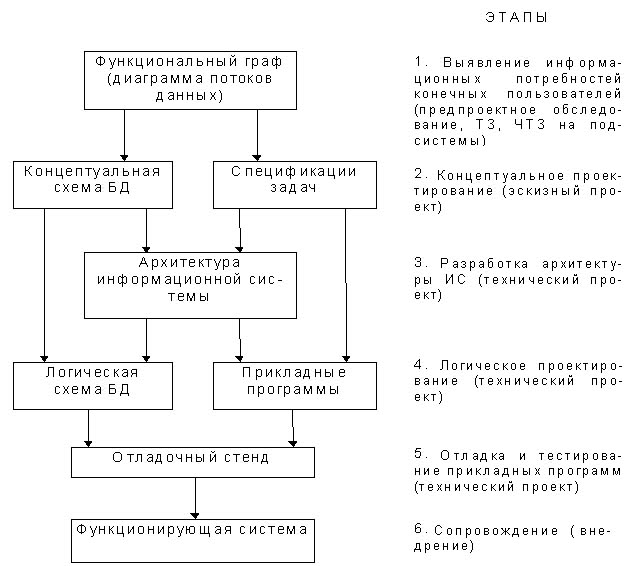 ЭТАПЫ
Функциональный граф
(диаграмма потоков
данных)
1. Выявление информа-
ционных потребностей
конечных пользователей
(предпроектное обследо-
вание, ТЗ, ЧТЗ на под-
системы)
Концептуальная
схема БД
Спецификации
задач
2. Концептуальное проек-
тирование (эскизный про-
ект)
Архитектура
информационной сис-
темы
3. Разработка архитекту-
ры ИС (технический про-
ект)
Логическая
схема БД
Прикладные
программы
4. Логическое проектиро-
вание (технический про-
ект)
Отладочный стенд
5. Отладка и тестирова-
ние прикладных программ
(технический проект)
Функционирующая система
6. Сопровождение ( вне-
дрение)